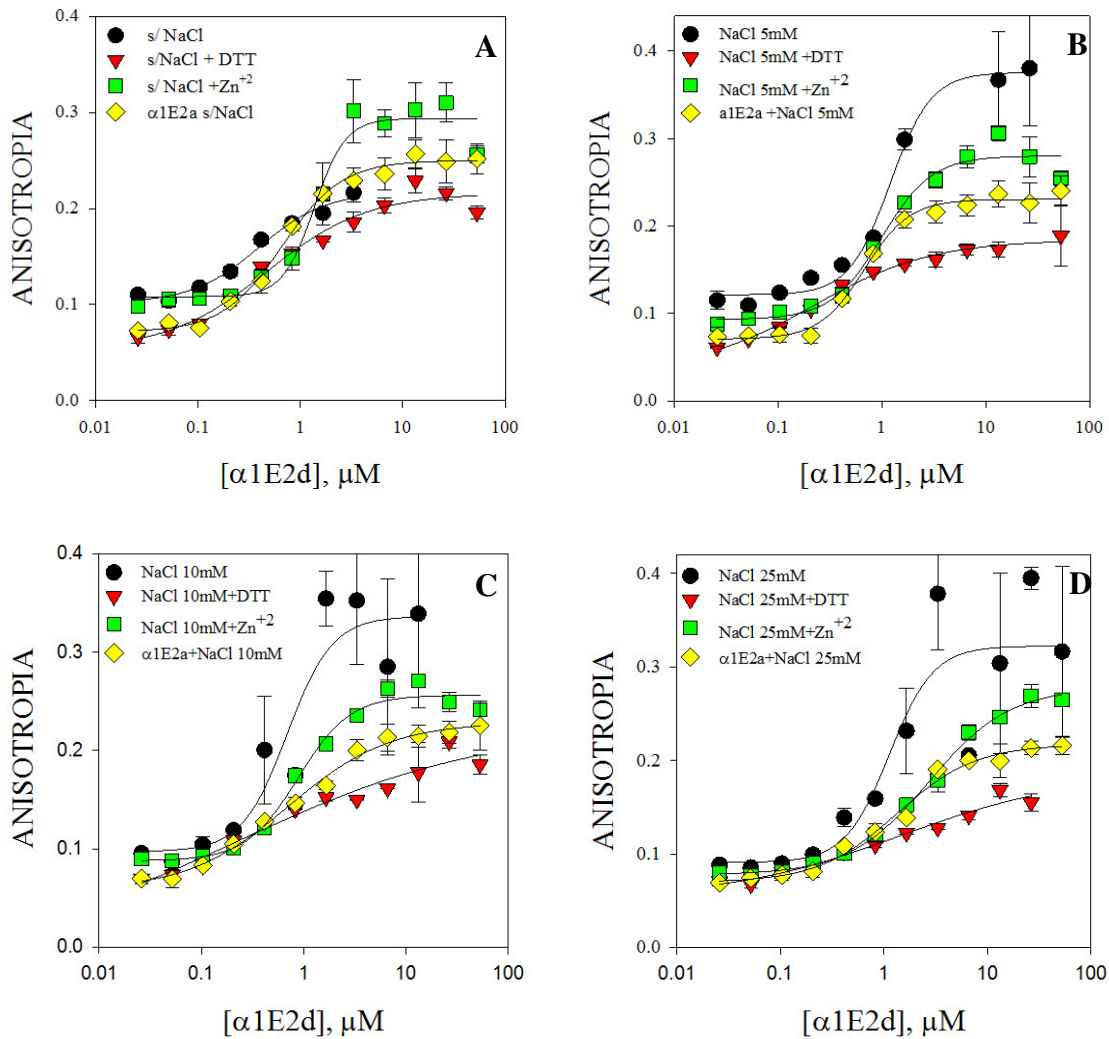 A
s/ NaCl
s/NaCl + DTT
s/ NaCl +Zn+2
α1E2a s/NaCl
ANISOTROPIA
0.4
0.3
0.2
0.1
0.0
0.01 0.1 1 10 100
[α1E2d], μM
B
NaCl 5mM
NaCl 5mM +DTT
NaCl 5mM +Zn+2
a1E2a +NaCl 5mM
ANISOTROPIA
0.4
0.3
0.2
0.1
0.0
0.01 0.1 1 10 100
[α1E2d], μM
C
NaCl 10mM
NaCl 10mM+DTT
NaCl 10mM+Zn+2
α1E2a+NaCl 10mM
ANISOTROPIA
0.4
0.3
0.2
0.1
0.0
0.01 0.1 1 10 100
[α1E2d], μM
D
NaCl 25mM
NaCl 25mM+DTT
NaCl 25mM+Zn+2
α1E2a+NaCl 25mM
ANISOTROPIA
0.4
0.3
0.2
0.1
0.0
0.01 0.1 1 10 100
[α1E2d], μM